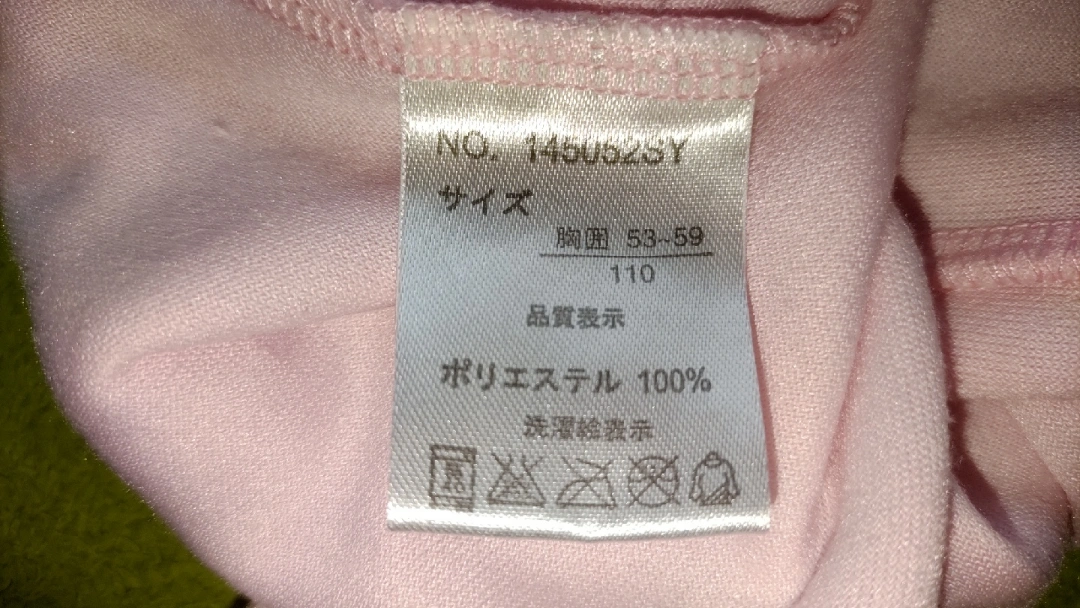 NO. 145052SY
サイズ
胸囲 53~59
110
品質表示
ポリエステル 100%
洗濯絵表示